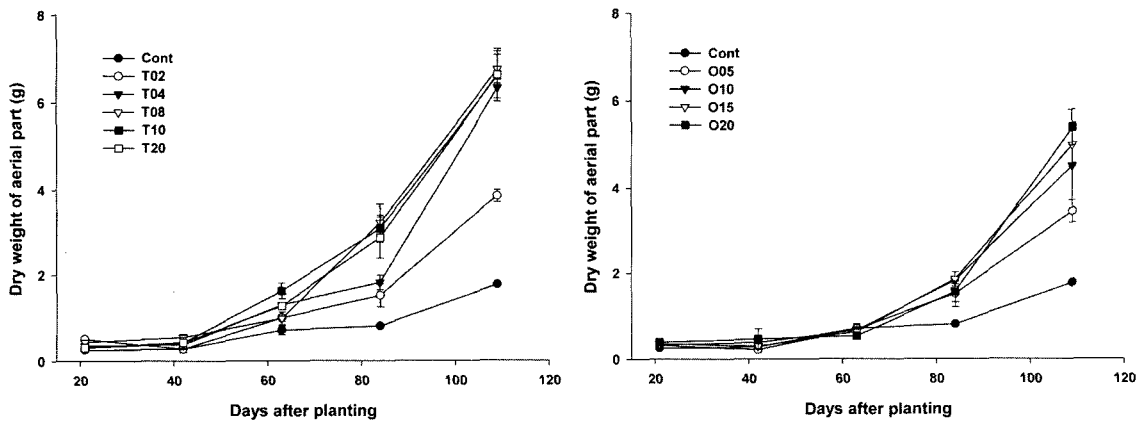 8
6
4
2
0
Dry weight of aerial part (g)
Cont
T02
T04
T08
T10
T20
20
40
60
80
100
120
Days after planting
8
6
4
2
0
Dry weight of aerial part (g)
Cont
O05
O10
O15
O20
20
40
60
80
100
120
Days after planting